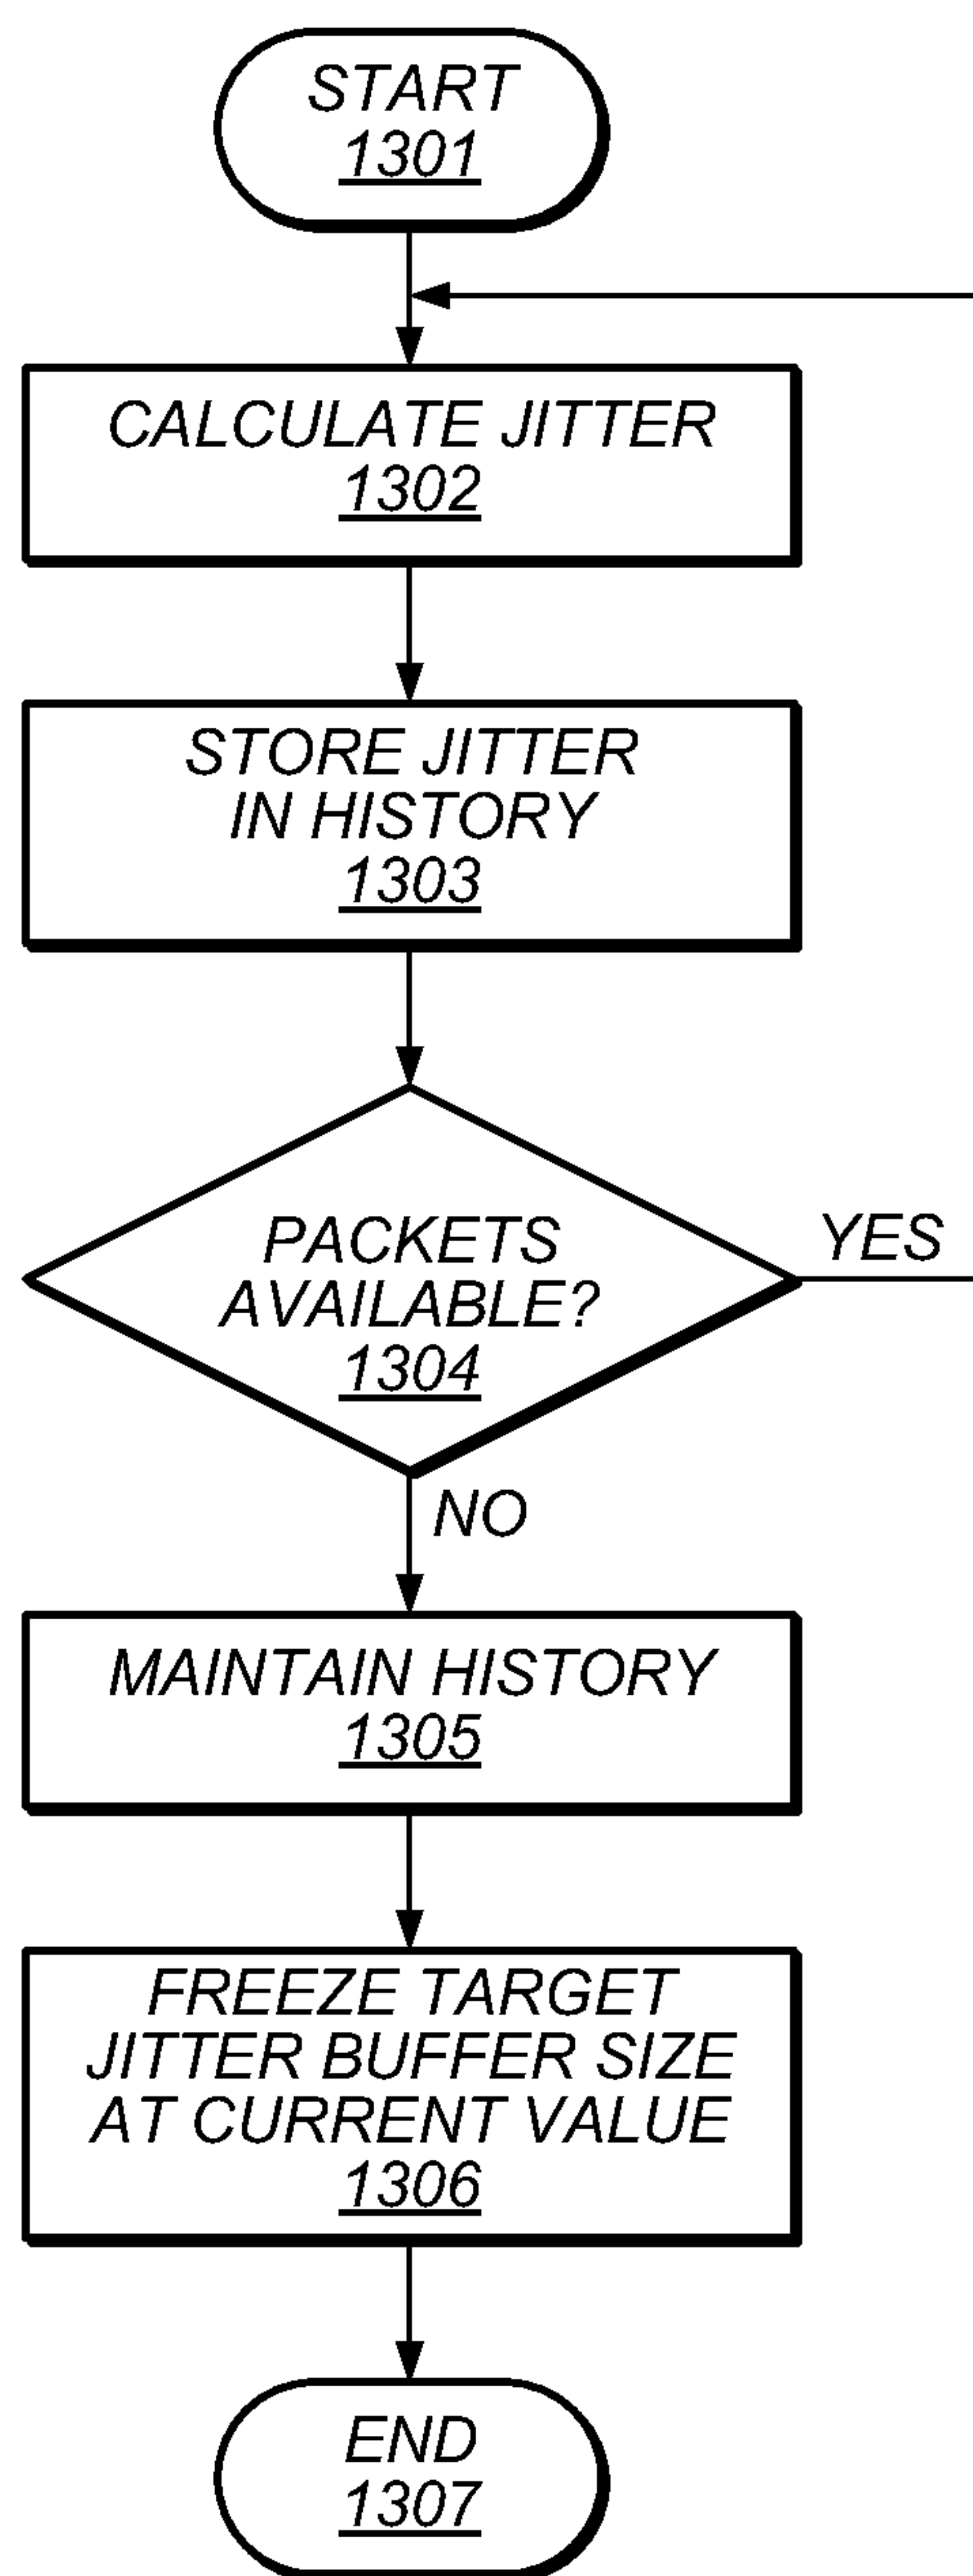 START
1301
CALCULATE JITTER
1302
STORE JITTER
IN HISTORY
1303
PACKETS
AVAILABLE?
1304
YES
NO
MAINTAIN HISTORY
1305
FREEZE TARGET
JITTER BUFFER SIZE
AT CURRENT VALUE
1306
END
1307